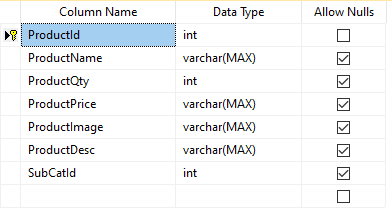 Column Name Data Type Allow Nulls
ProductId int
ProductName varchar(MAX)
ProductQty int
ProductPrice varchar(MAX)
ProductImage varchar(MAX)
ProductDesc varchar(MAX)
SubCatId int